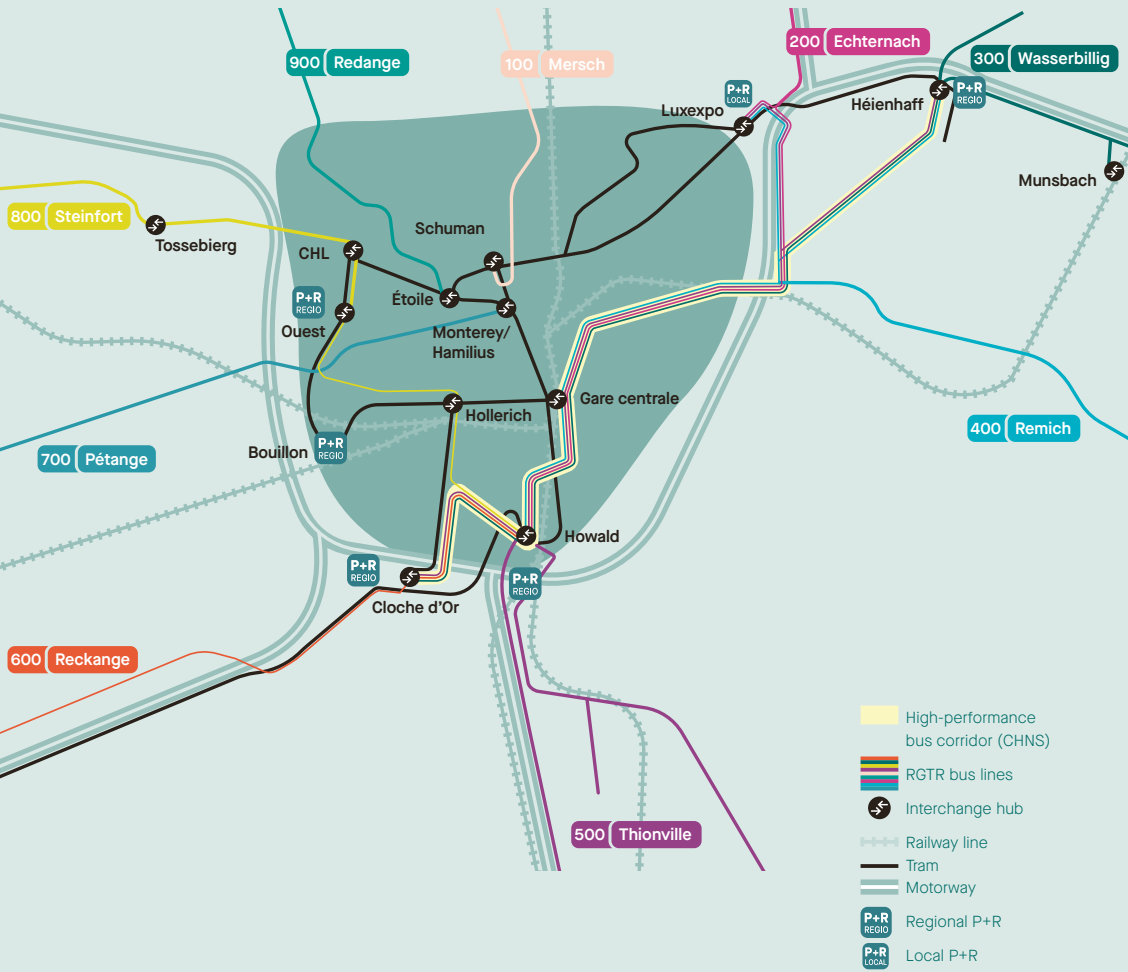 200 Echternach
900 Redange
100 Mersch
300 Wasserbillig
P+R
LOCAL
Luxexpo
Héienhaff
P+R
REGIO
Munsbach
800 Steinfort
Tossebierg
Schuman
CHL
P+R
REGIO
Étoile
Ouest
Monterey/
Hamilius
Gare centrale
Hollerich
400 Remich
Bouillon
P+R
REGIO
700 Pétange
Howald
P+R
REGIO
P+R
REGIO
Cloche d'Or
600 Reckange
500 Thionville
High-performance
bus corridor (CHNS)
RGTR bus lines
Interchange hub
Railway line
Tram
Motorway
P+R
REGIO
Regional P+R
P+R
LOCAL
Local P+R